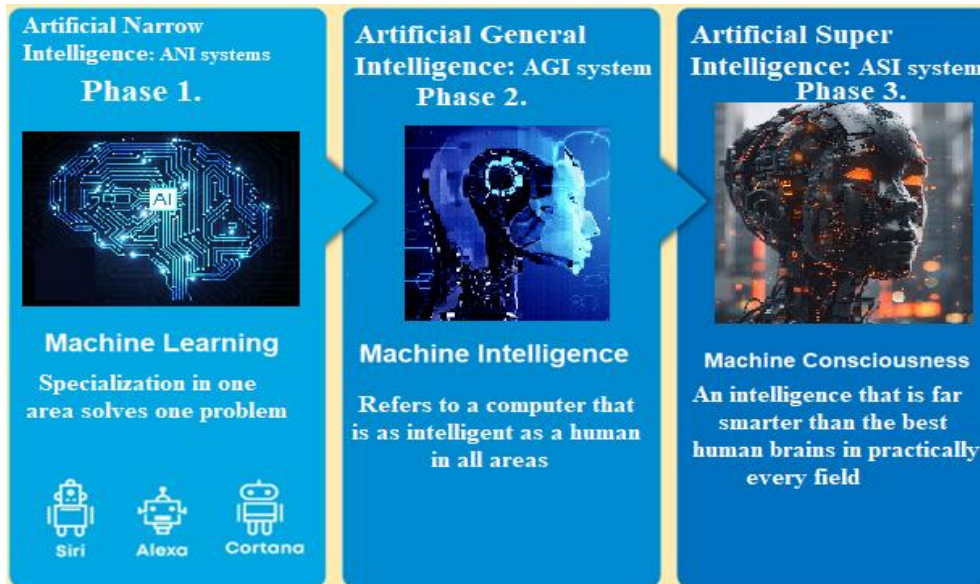 Artificial Narrow
Intelligence: ANI systems
Phase 1.
AI
Machine Learning
Specialization in one
area solves one problem
Siri
Alexa
Cortana
Artificial General
Intelligence: AGI system
Phase 2.
Machine Intelligence
Refers to a computer that
is as intelligent as a human
in all areas
Artificial Super
Intelligence: ASI system
Phase 3.
Machine Consciousness
An intelligence that is far
smarter than the best
human brains in practically
every field